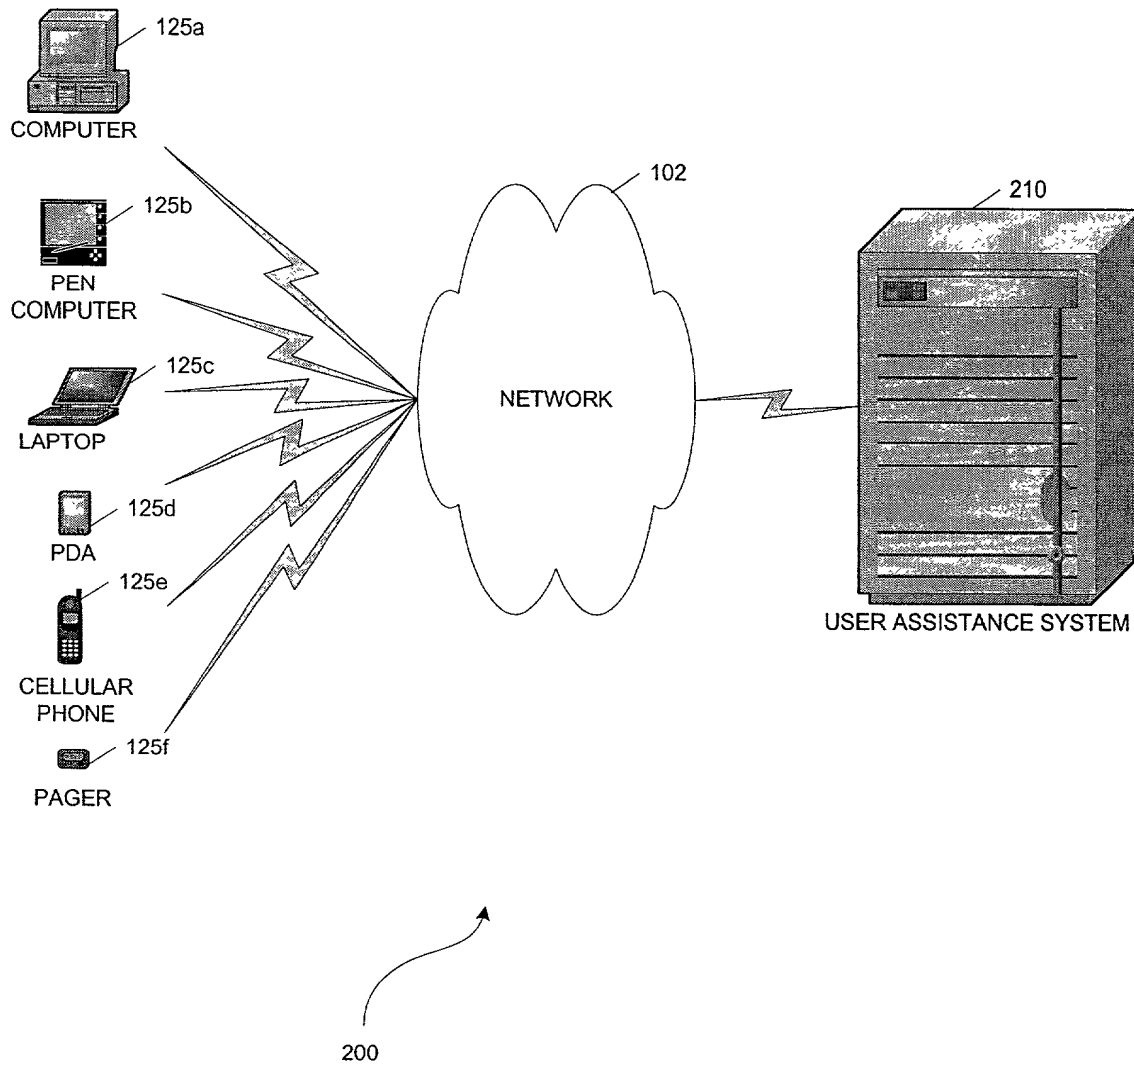 125a
COMPUTER
125b
PEN
COMPUTER
125c
LAPTOP
125d
PDA
125e
CELLULAR
PHONE
125f
PAGER
102
NETWORK
210
USER ASSISTANCE SYSTEM
200